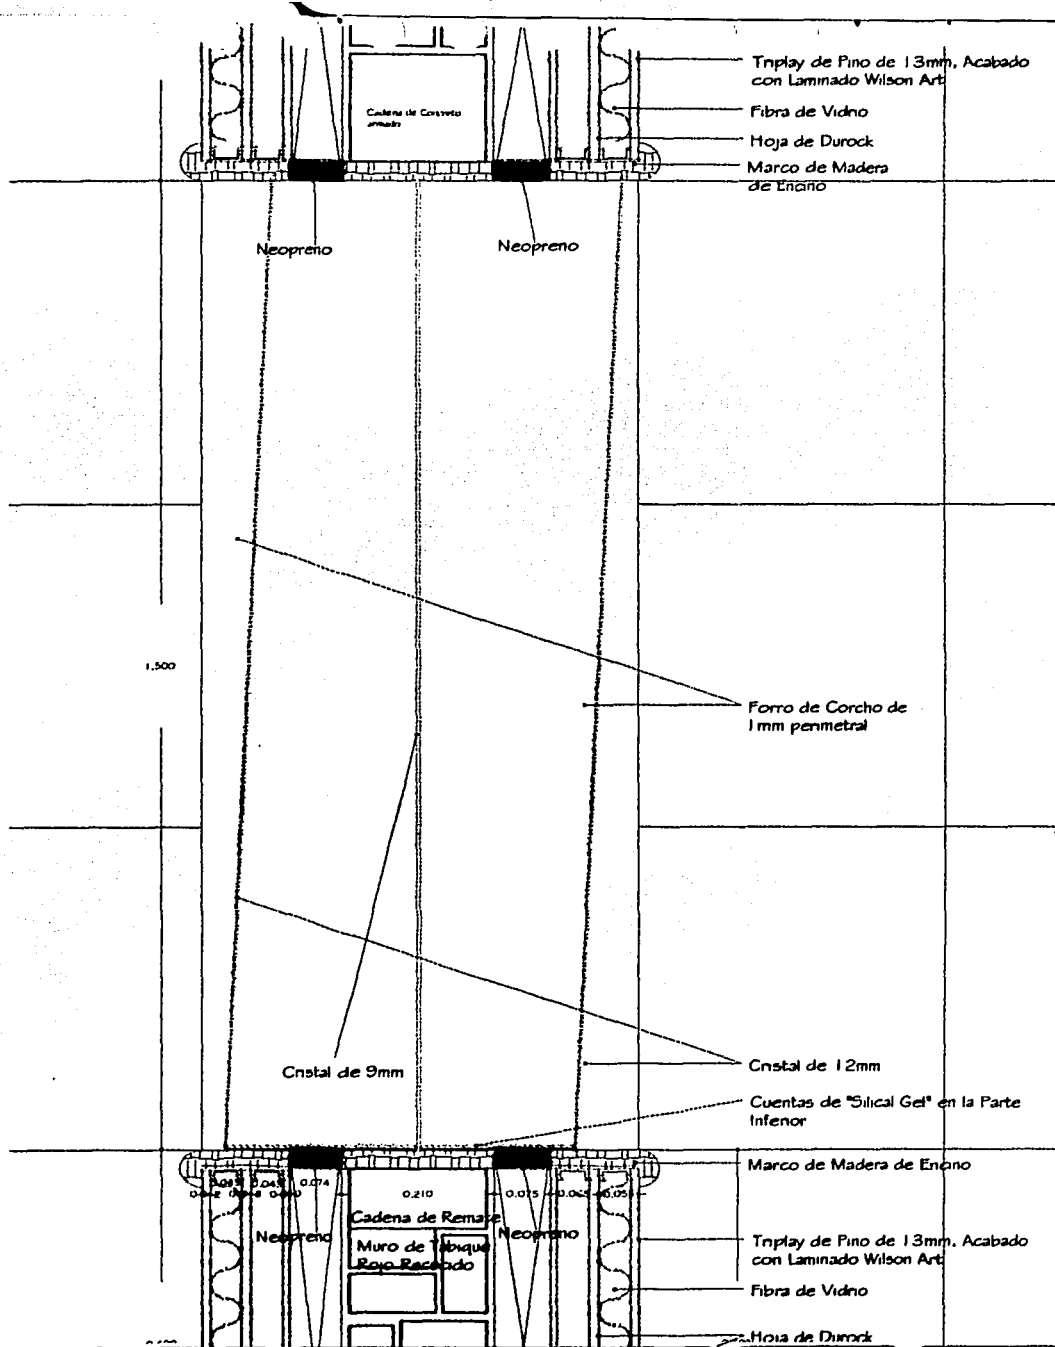 Triplay de Pino de 13mm, Acabado
con Laminado Wilson Art
Cadena de Concreto
armado
Fibra de Vidrio
Hoja de Durock
Marco de Madera
de Encino
Neopreno
Neopreno
1,500
Forro de Corcho de
1mm perimetral
Cristal de 9mm
Cristal de 12mm
Cuentas de "Silical Gel" en la Parte
Inferior
Marco de Madera de Encino
0.074
0.210
0.075
0.065
Cadena de Remate
Neopreno
Neopreno
Muro de Tabique
Rojo Recocido
Triplay de Pino de 13mm, Acabado
con Laminado Wilson Art
Fibra de Vidrio
Hoja de Durock